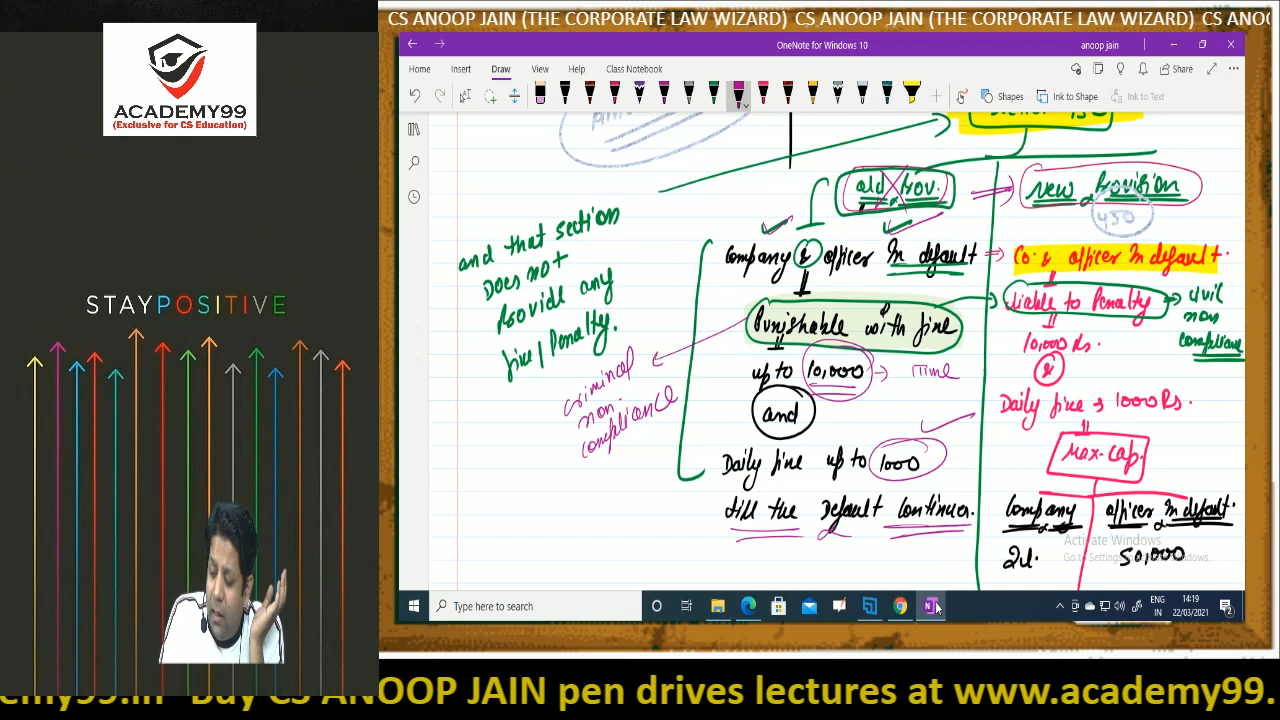 CS ANOOP JAIN (THE CORPORATE LAW WIZARD) CS ANOOP JAIN (THE CORPORATE LAW WIZARD) CS ANOO
ACADEMY99
(Exclusive for CS Education)
STAYPOSITIVE
OneNote for Windows 10
anoop jain
Home Insert Draw View Help Class Notebook
Share
Shapes Ink to Shape Ink to Text
old Prov.
new Provision
450
and that section
Does not
Provide any
fine/Penalty.
Company & officer In default
Punishable with fine
up to 10,000
Time
and
Daily fine up to 1000
till the Default Continues.
criminal
non-
compliance
Co. & officer In default.
liable to Penalty
civil
non
compliance
10,000 Rs.
&
Daily fine 1000 Rs.
Max-cap.
Company officer In default.
2L. 50,000
Activate Windows
Type here to search
ENG
IN
14:19
22/03/2021
2
demy99.in Buy CS ANOOP JAIN pen drives lectures at www.academy99.